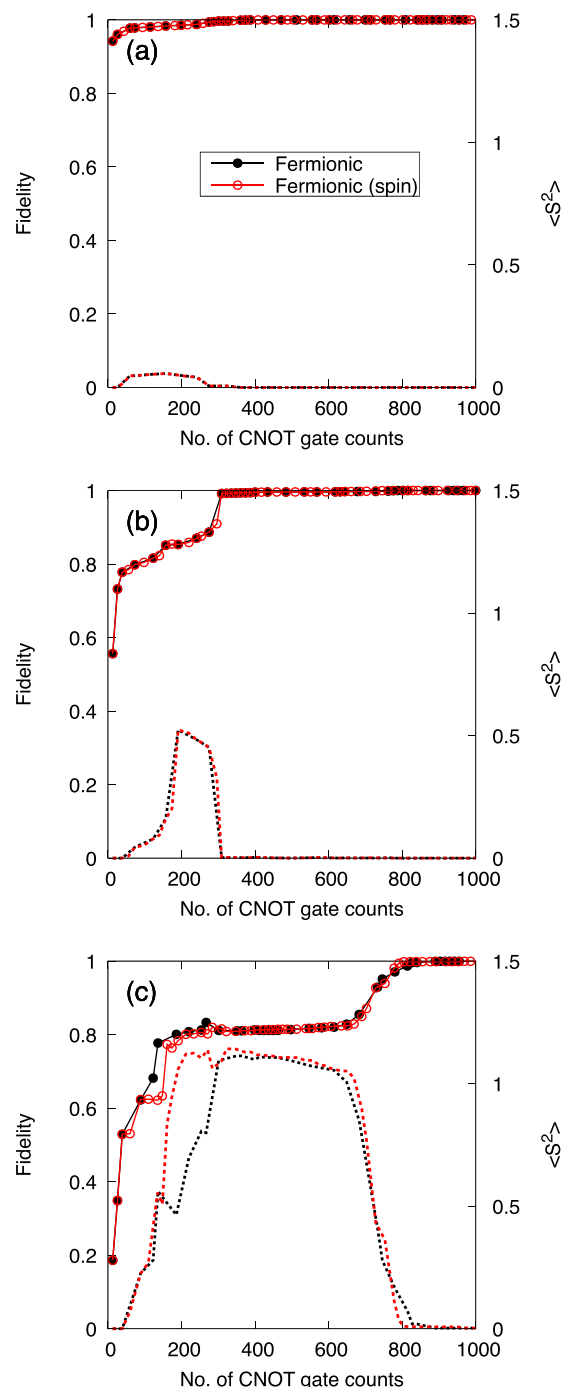 1
0.8
0.6
0.4
0.2
0
Fidelity
(a)
Fermionic
Fermionic (spin)
1.5
1
0.5
0
<S²>
0 200 400 600 800 1000
No. of CNOT gate counts
1
0.8
0.6
0.4
0.2
0
Fidelity
(b)
1.5
1
0.5
0
<S²>
0 200 400 600 800 1000
No. of CNOT gate counts
1
0.8
0.6
0.4
0.2
0
Fidelity
(c)
1.5
1
0.5
0
<S²>
0 200 400 600 800 1000
No. of CNOT gate counts